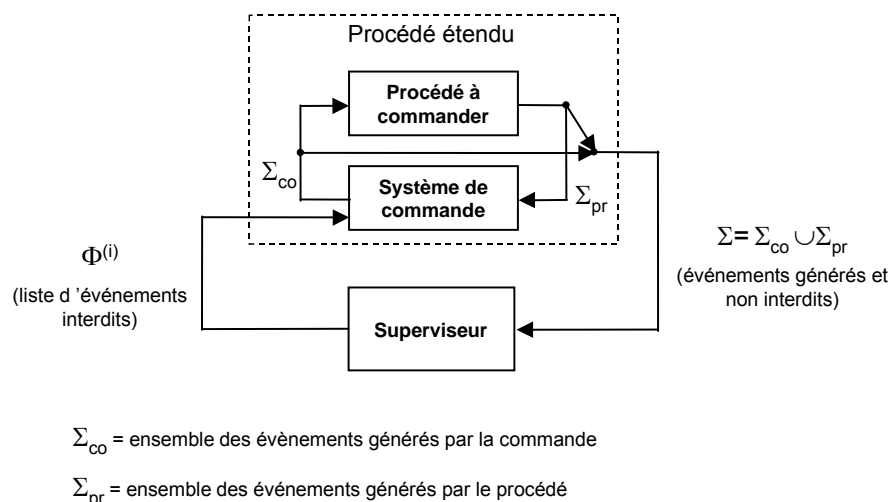 Procédé étendu
Procédé à
commander
Σco
Système de
commande
Σpr
Φ(i)
(liste d ’événements
interdits)
Σ= Σco ∪Σpr
(événements générés et
non interdits)
Superviseur
Σco = ensemble des évènements générés par la commande
Σpr = ensemble des événements générés par le procédé